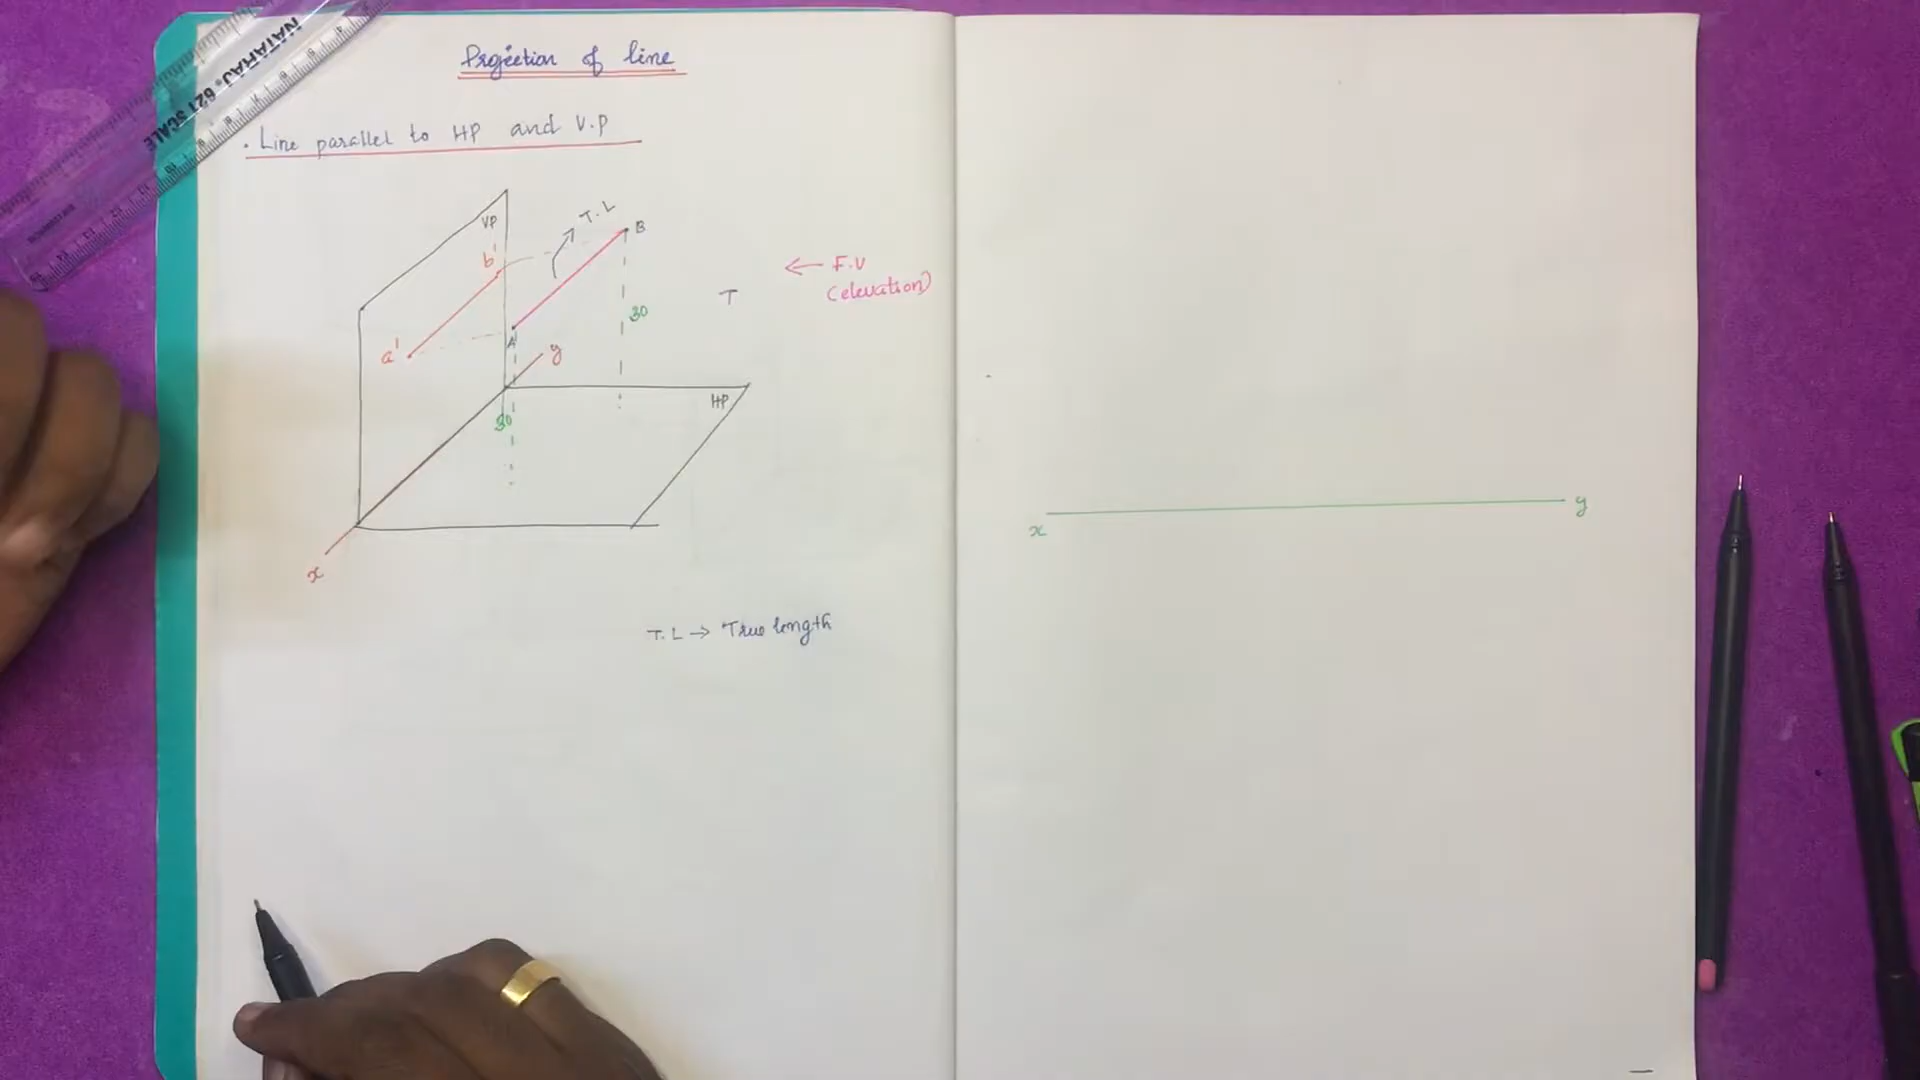 Projection of line
. Line parallel to HP and V.P
VP
T.L
B
b'
← F.V
(elevation)
T
30
a'
A
y
HP
30
x
x
y
T.L → True length
NATARAJ. 621 SCALE